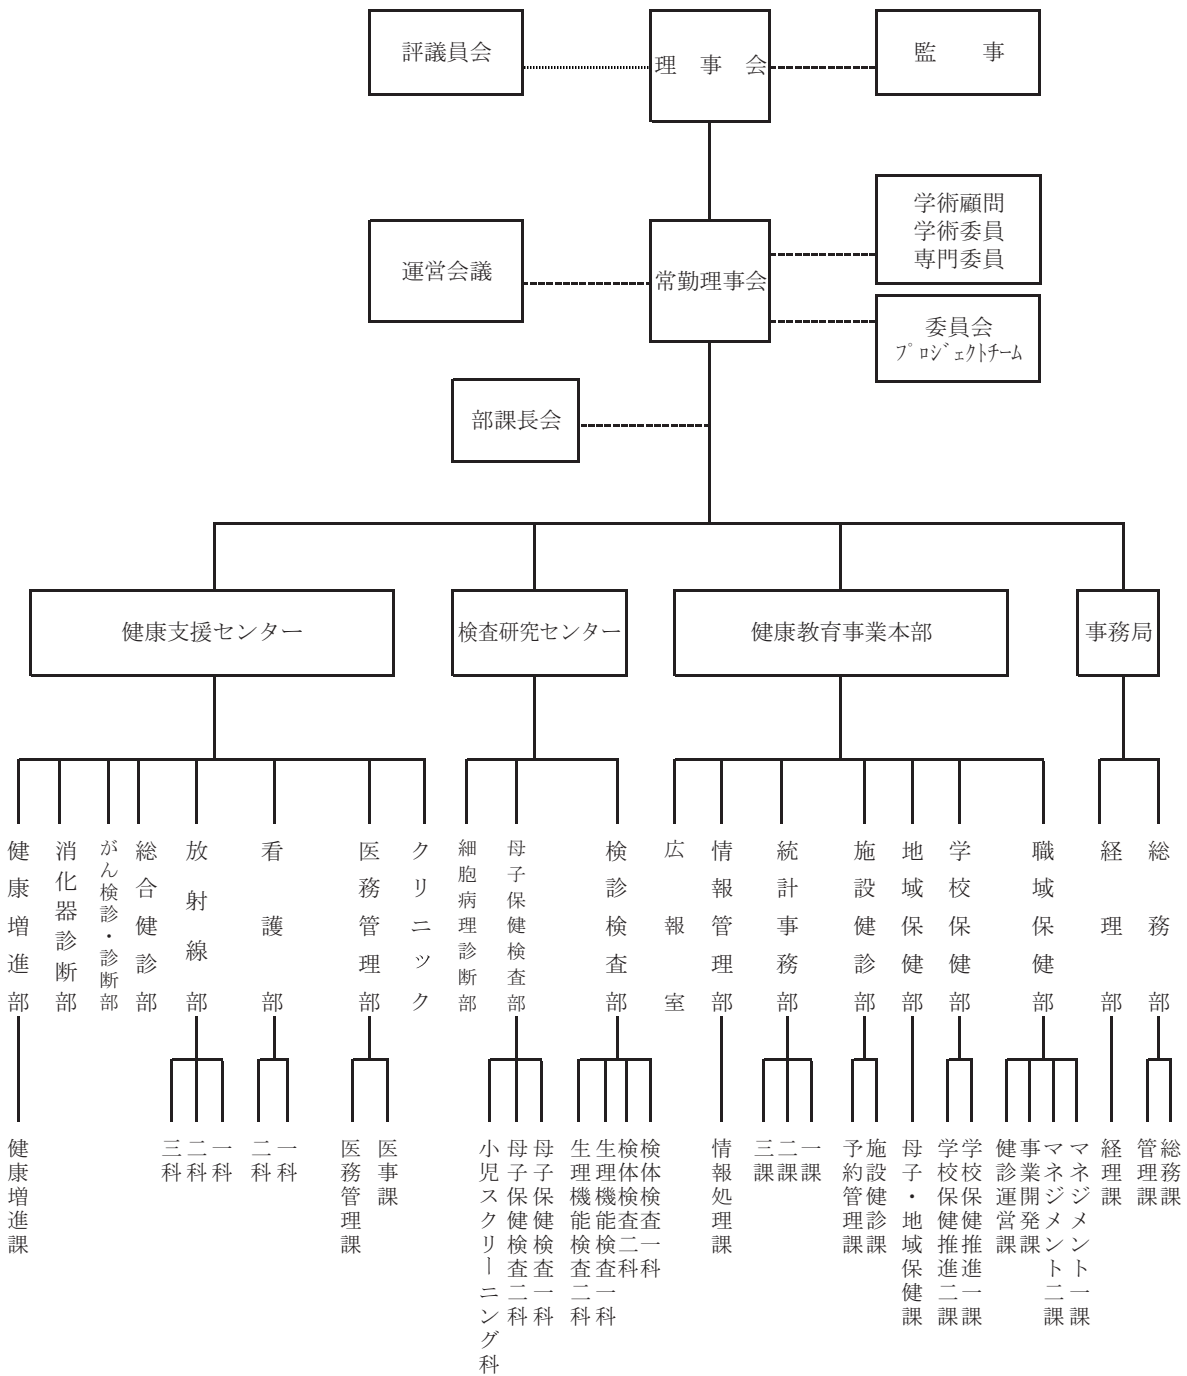 評議員会
理　事　会
監　　事
学術顧問
学術委員
専門委員
運営会議
常勤理事会
委員会
ﾌﾟﾛｼﾞｪｸﾄﾁｰﾑ
部課長会
健康支援センター
検査研究センター
健康教育事業本部
事務局
総務部
経理部
職域保健部
学校保健部
地域保健部
施設健診部
統計事務部
情報管理部
広報室
検診検査部
母子保健検査部
細胞病理診断部
クリニック
医務管理部
看護部
放射線部
総合健診部
がん検診・診断部
消化器診断部
健康増進部
総務課
管理課
経理課
マネジメント一課
マネジメント二課
事業開発課
健診運営課
学校保健推進一課
学校保健推進二課
母子・地域保健課
施設健診課
予約管理課
一課
二課
三課
情報処理課
検体検査一科
検体検査二科
生理機能検査一科
生理機能検査二科
母子保健検査一科
母子保健検査二科
小児スクリーニング科
医事課
医務管理課
一科
二科
一科
二科
三科
健康増進課